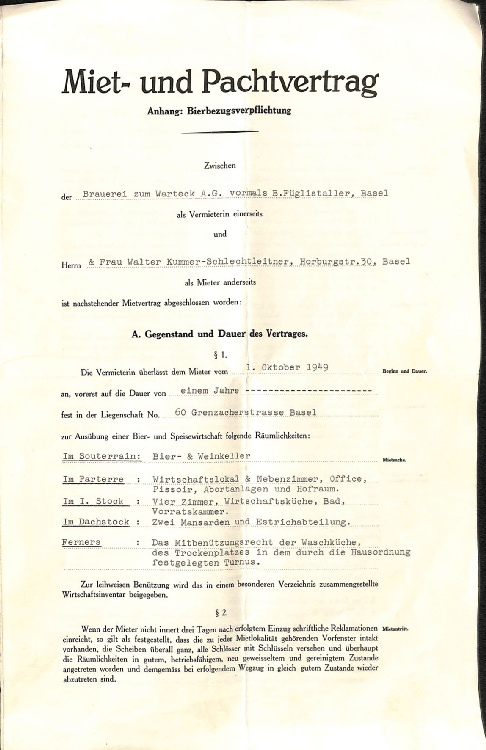 Miet- und Pachtvertrag
Anhang: Bierbezugsverpflichtung
Zwischen
der Brauerei zum Warteck A.G. vormals B.Füglistaller, Basel
als Vermieterin einerseits
und
Herrn & Frau Walter Kummer-Schlechtleitner, Horburgstr.30, Basel
als Mieter anderseits
ist nachstehender Mietvertrag abgeschlossen worden:
A. Gegenstand und Dauer des Vertrages.
§ 1.
Die Vermieterin überlässt dem Mieter vom 1. Oktober 1949 Beginn und Dauer.
an, vorerst auf die Dauer von einem Jahre ----------------------
fest in der Liegenschaft No. 60 Grenzacherstrasse Basel
zur Ausübung einer Bier- und Speisewirtschaft folgende Räumlichkeiten:
Im Souterrain: Bier- & Weinkeller Mietsache.
Im Parterre : Wirtschaftslokal & Nebenzimmer, Office,
Pissoir, Abortanlagen und Hofraum.
Im I. Stock : Vier Zimmer, Wirtschaftsküche, Bad,
Vorratskammer.
Im Dachstock : Zwei Mansarden und Estrichabteilung.
Ferners : Das Mitbenützungsrecht der Waschküche,
des Trockenplatzes in dem durch die Hausordnung
festgelegten Turnus.
Zur leihweisen Benützung wird das in einem besonderen Verzeichnis zusammengestellte
Wirtschaftsinventar beigegeben.
§ 2.
Wenn der Mieter nicht innert drei Tagen nach erfolgtem Einzug schriftliche Reklamationen Mietantritt.
einreicht, so gilt als festgestellt, dass die zu jeder Mietlokalität gehörenden Vorfenster intakt
vorhanden, die Scheiben überall ganz, alle Schlösser mit Schlüsseln versehen und überhaupt
die Räumlichkeiten in gutem, betriebsfähigem, neu geweisseltem und gereinigtem Zustande
angetreten worden und demgemäss bei erfolgendem Wegzug in gleich gutem Zustande wieder
abzutreten sind.